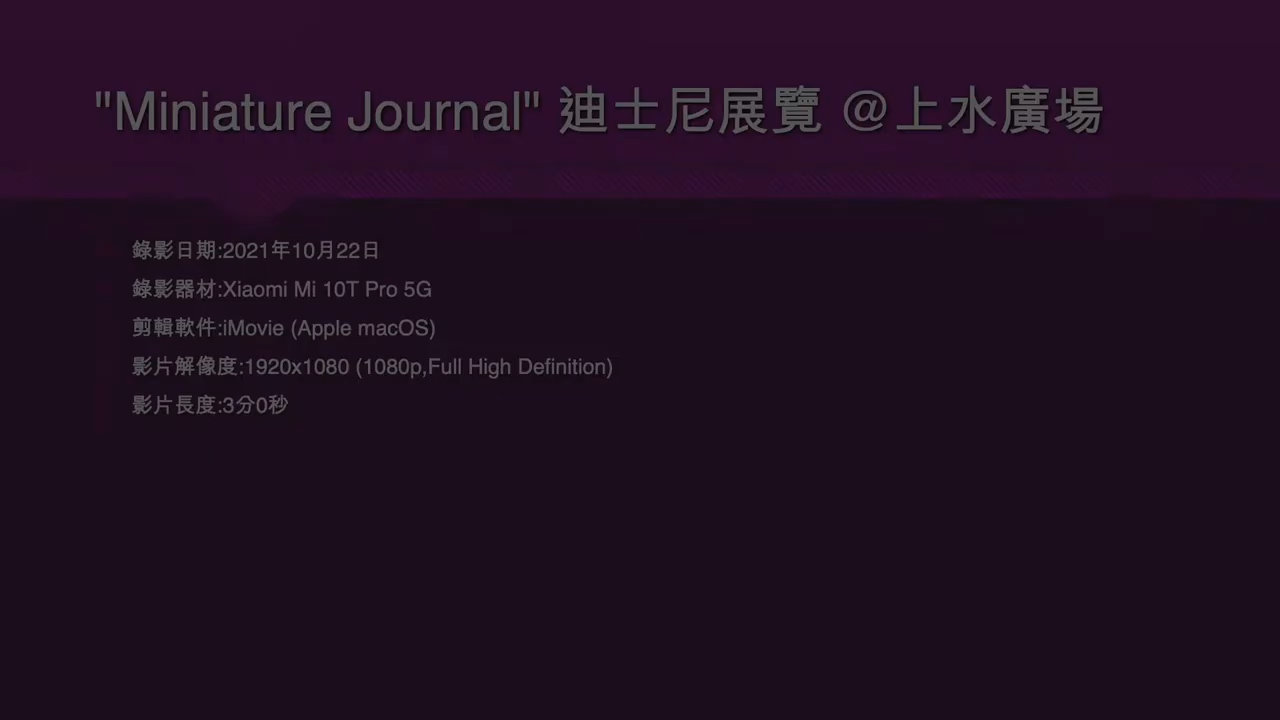 "Miniature Journal" 迪士尼展覽 @上水廣場
錄影日期:2021年10月22日
錄影器材:Xiaomi Mi 10T Pro 5G
剪輯軟件:iMovie (Apple macOS)
影片解像度:1920x1080 (1080p,Full High Definition)
影片長度:3分0秒